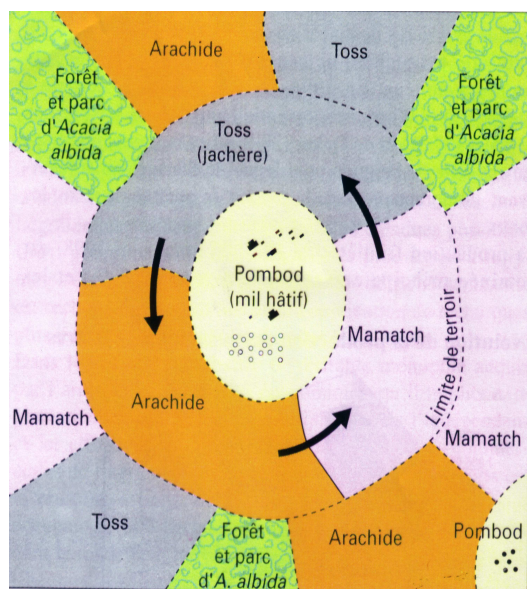 Arachide
Toss
Forêt
et parc
d'Acacia
albida
Forêt
et parc
d'Acacia
albida
Toss
(jachère)
Pombod
(mil hâtif)
Mamatch
Limite de terroir
Arachide
Mamatch
Mamatch
Toss
Forêt
et parc
d'A. albida
Arachide
Pombod